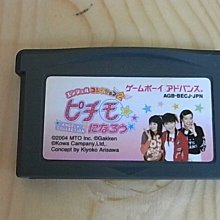 ゲームボーイアドバンス
AGB-BECJ-JPN
ピチモ
になろう
©2004 MTO Inc. ©Gakken
©Kowa Company,Ltd.
Concept by Kiyoko Arisawa